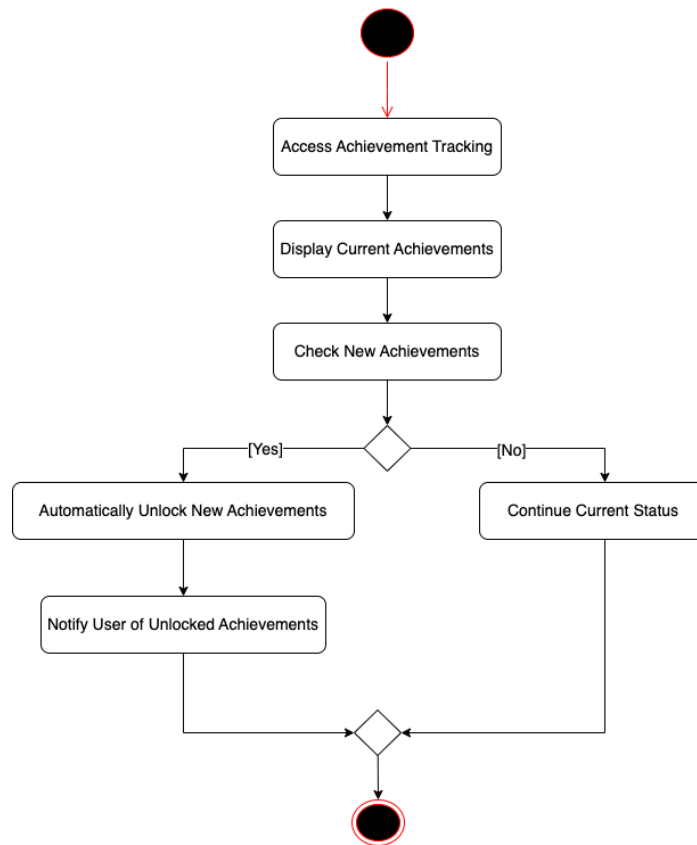 Access Achievement Tracking
Display Current Achievements
Check New Achievements
[Yes]
[No]
Automatically Unlock New Achievements
Continue Current Status
Notify User of Unlocked Achievements